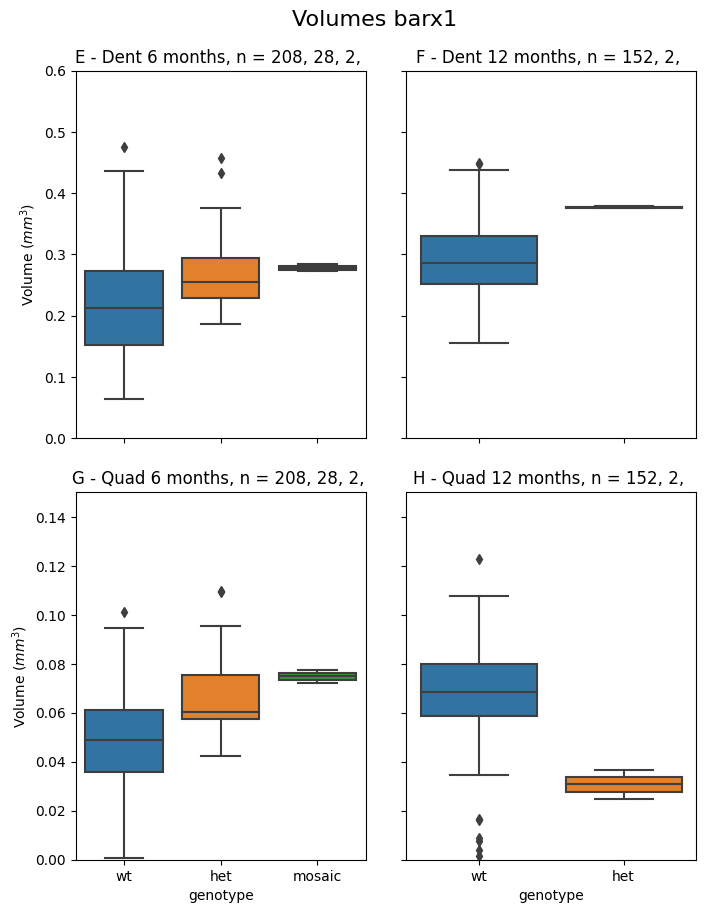 Volumes barx1
E - Dent 6 months, n = 208, 28, 2,
F - Dent 12 months, n = 152, 2,
0.6
0.5
0.4
0.3
0.2
0.1
0.0
Volume (mm³)
G - Quad 6 months, n = 208, 28, 2,
H - Quad 12 months, n = 152, 2,
0.14
0.12
0.10
0.08
0.06
0.04
0.02
0.00
Volume (mm³)
wt het mosaic
genotype
wt het
genotype